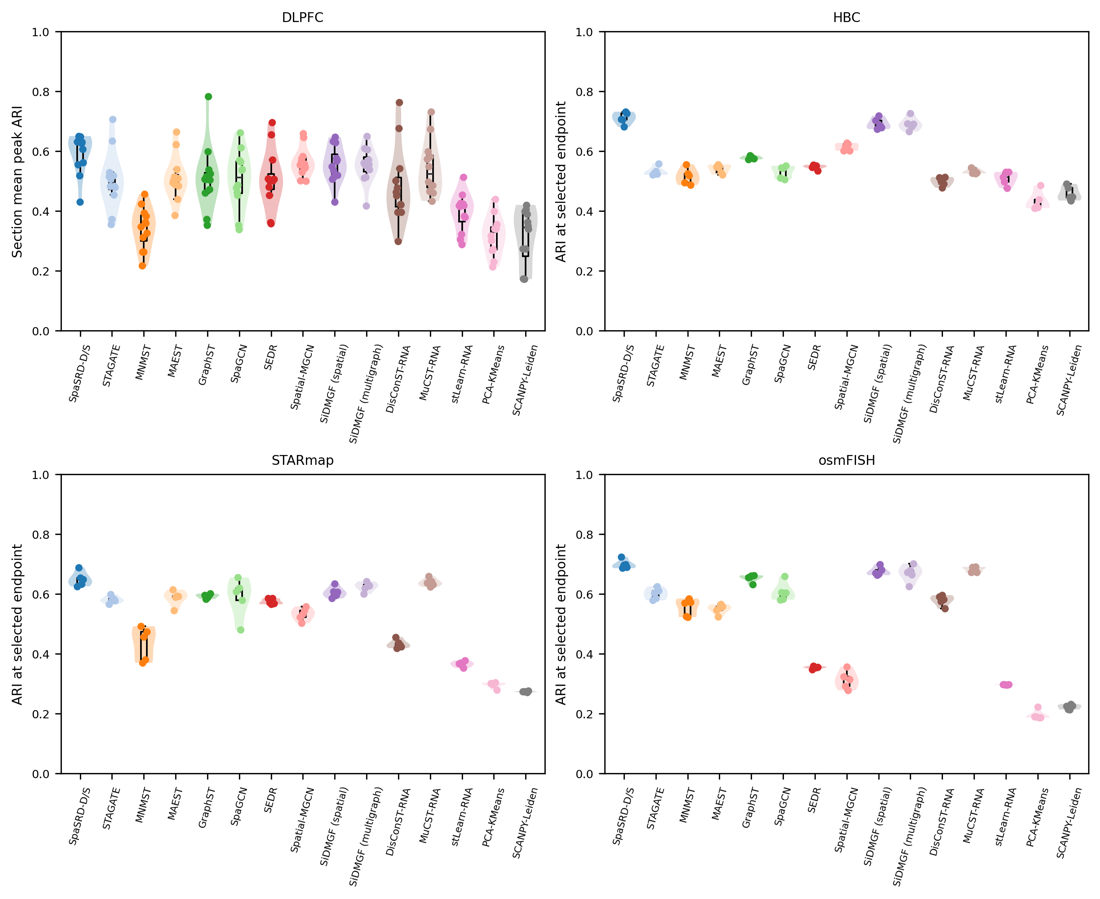 DLPFC
Section mean peak ARI
1.0
0.8
0.6
0.4
0.2
0.0
SpaSRD-D/S
STAGATE
MNMST
MAEST
GraphST
SpaGCN
SEDR
Spatial-MGCN
SiDMGF (spatial)
SiDMGF (multigraph)
DisConST-RNA
MuCST-RNA
stLearn-RNA
PCA-KMeans
SCANPY-Leiden
HBC
ARI at selected endpoint
1.0
0.8
0.6
0.4
0.2
0.0
SpaSRD-D/S
STAGATE
MNMST
MAEST
GraphST
SpaGCN
SEDR
Spatial-MGCN
SiDMGF (spatial)
SiDMGF (multigraph)
DisConST-RNA
MuCST-RNA
stLearn-RNA
PCA-KMeans
SCANPY-Leiden
STARmap
ARI at selected endpoint
1.0
0.8
0.6
0.4
0.2
0.0
SpaSRD-D/S
STAGATE
MNMST
MAEST
GraphST
SpaGCN
SEDR
Spatial-MGCN
SiDMGF (spatial)
SiDMGF (multigraph)
DisConST-RNA
MuCST-RNA
stLearn-RNA
PCA-KMeans
SCANPY-Leiden
osmFISH
ARI at selected endpoint
1.0
0.8
0.6
0.4
0.2
0.0
SpaSRD-D/S
STAGATE
MNMST
MAEST
GraphST
SpaGCN
SEDR
Spatial-MGCN
SiDMGF (spatial)
SiDMGF (multigraph)
DisConST-RNA
MuCST-RNA
stLearn-RNA
PCA-KMeans
SCANPY-Leiden